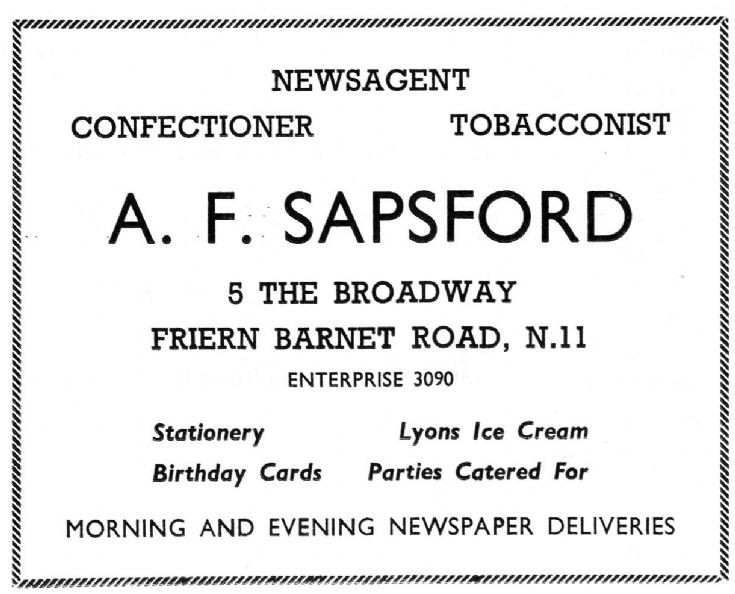 NEWSAGENT
CONFECTIONER TOBACCONIST
A. F. SAPSFORD
5 THE BROADWAY
FRIERN BARNET ROAD, N.11
ENTERPRISE 3090
Stationery Lyons Ice Cream
Birthday Cards Parties Catered For
MORNING AND EVENING NEWSPAPER DELIVERIES